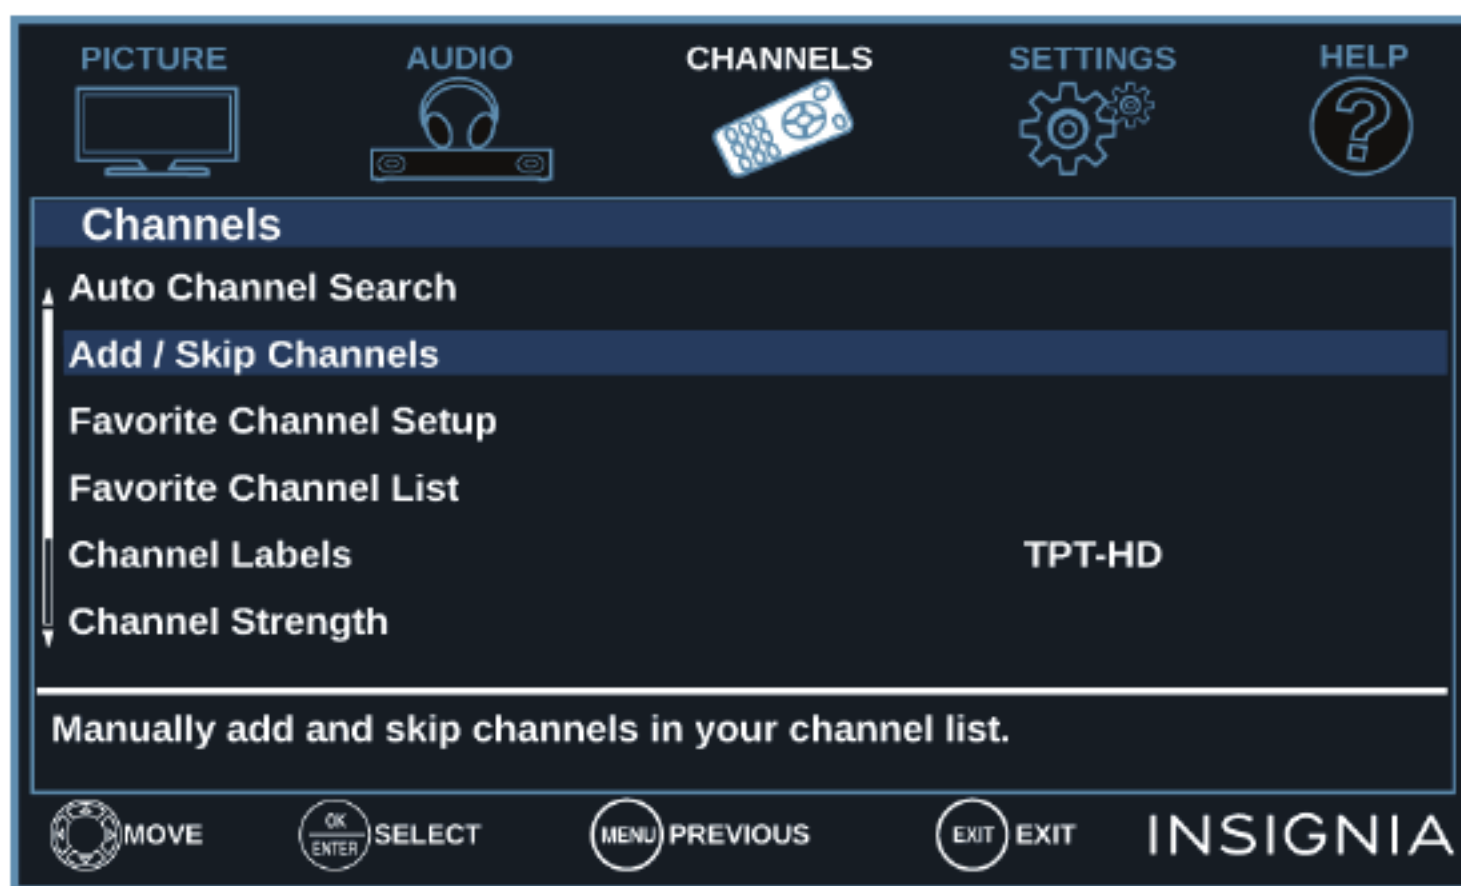 PICTURE AUDIO CHANNELS SETTINGS HELP
?
Channels
Auto Channel Search
Add / Skip Channels
Favorite Channel Setup
Favorite Channel List
Channel Labels TPT-HD
Channel Strength
Manually add and skip channels in your channel list.
MOVE OK ENTER SELECT MENU PREVIOUS EXIT EXIT INSIGNIA